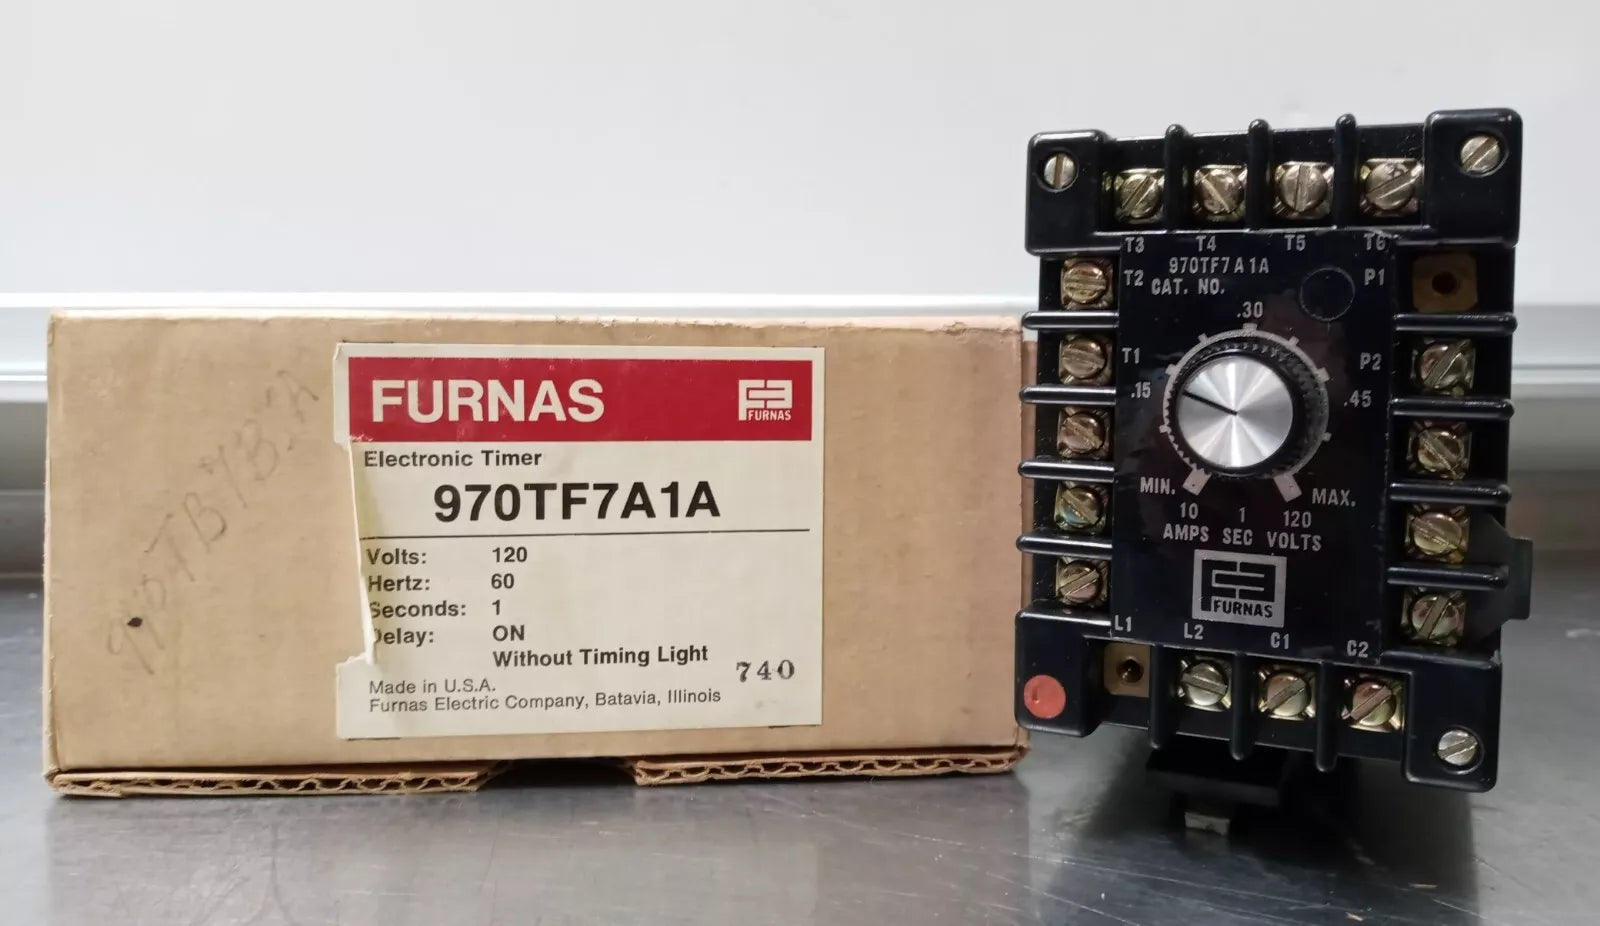 FURNAS
FURNAS
Electronic Timer
970TF7A1A
Volts: 120
Hertz: 60
Seconds: 1
Delay: ON
Without Timing Light
740
Made in U.S.A.
Furnas Electric Company, Batavia, Illinois
T3 T4 T5 T6
970TF7A1A
T2 CAT. NO. P1
.30
T1 P2
.15 .45
MIN. MAX.
10 1 120
AMPS SEC VOLTS
FURNAS
L1 L2 C1 C2